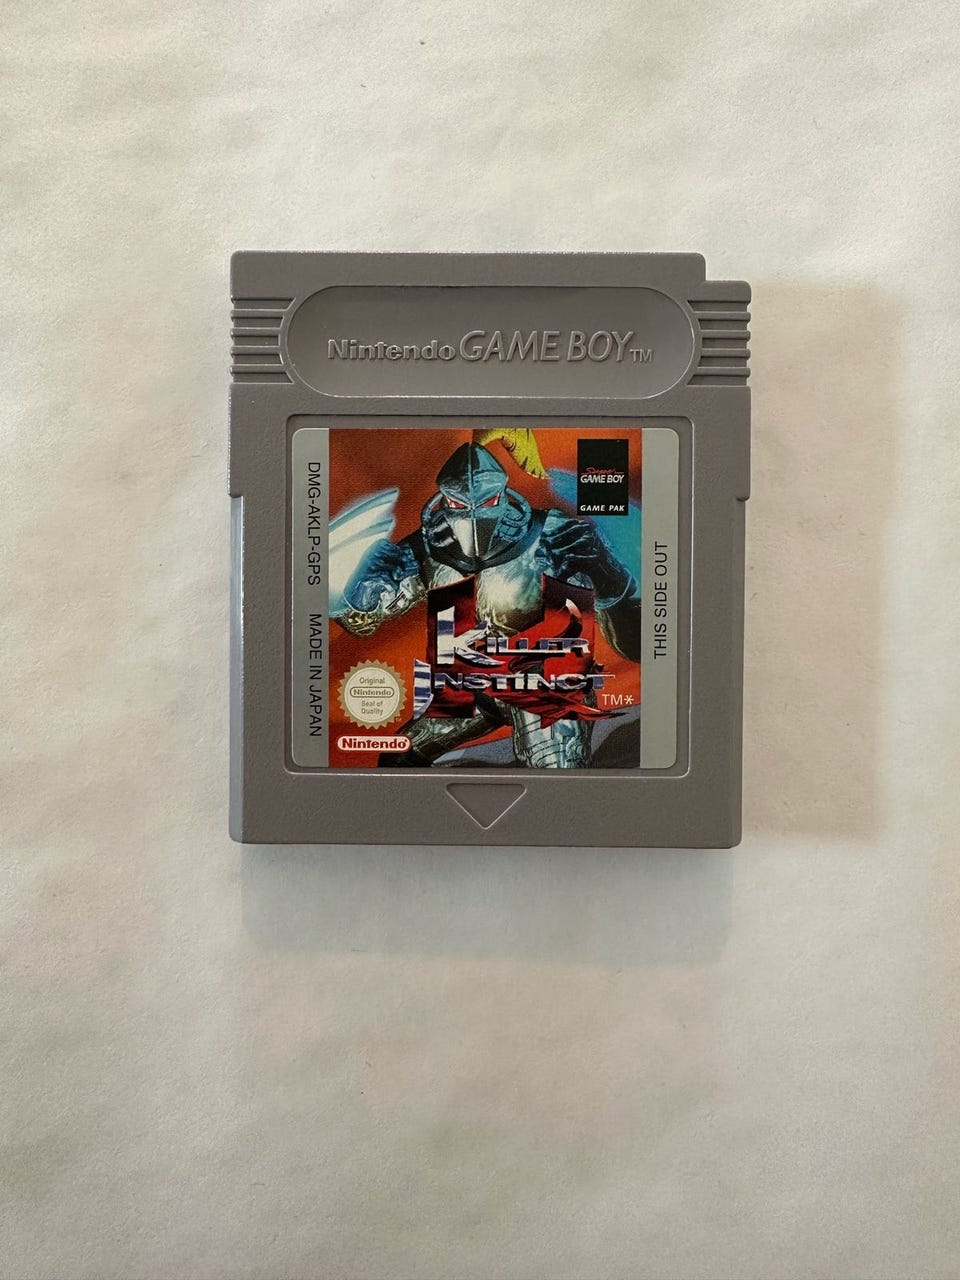 Nintendo GAME BOY TM
Super
GAME BOY
GAME PAK
DMG-AKLP-GPS MADE IN JAPAN
THIS SIDE OUT
KILLER
INSTINCT
TM*
Original
Nintendo
Seal of
Quality
TM
Nintendo®